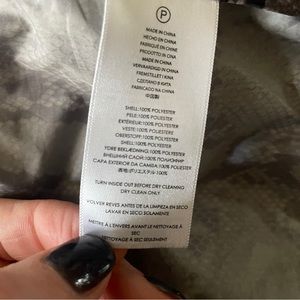 P
MADE IN CHINA
HECHO EN CHINA
FABRIQUÉ EN CHINE
PRODOTTO IN CINA
MADE IN CHINA
VERVAARDIGD IN CHINA
FREMSTILLET I KINA
СДЕЛАНО В КИТА
FABRICADO NA CHINA
中国製
SHELL:100% POLYESTER
PELE:100% POLIÉSTER
EXTÉRIEUR:100% POLYESTER
VESTE:100% POLIESTERE
OBERSTOFF:100% POLYESTER
SHELL:100% POLYESTER
YDRE BEKLÆDNING:100% POLYESTER
ВНЕШНИЙ СЛОЙ:100% ПОЛИЭФИР
CAPA EXTERIOR DA CAMISA:100% POLIESTER
表地:ポリエステル 100%
TURN INSIDE OUT BEFORE DRY CLEANING
DRY CLEAN ONLY
VOLVER REVES ANTES DE LA LIMPIEZA EN SECO
LAVAR EN SECO SOLAMENTE
METTRE À L'ENVERS AVANT LE NETTOYAGE À
SEC
NETTOYAGE À SEC SEULEMENT